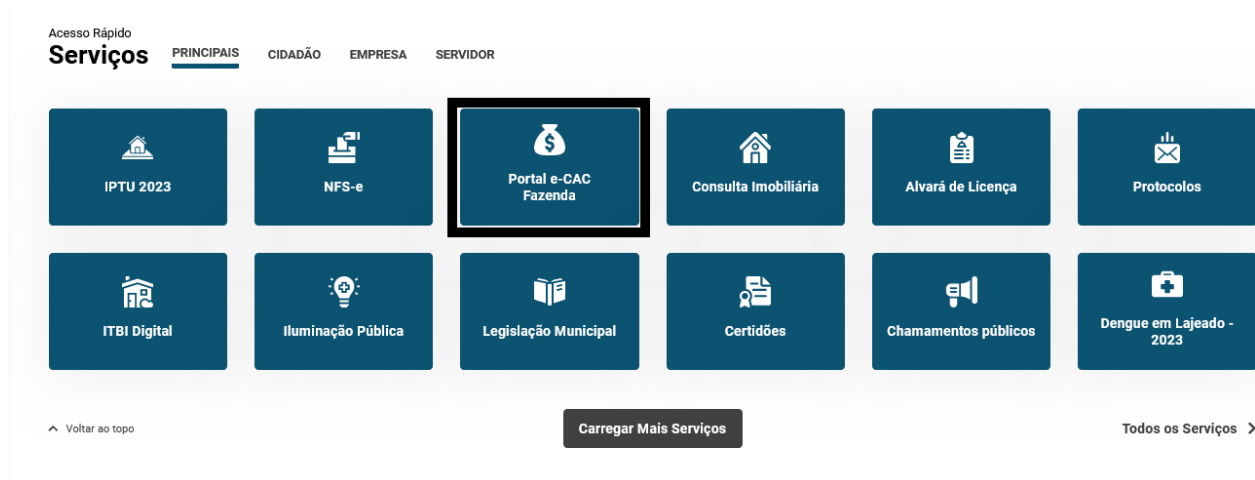 Acesso Rápido
Serviços PRINCIPAIS CIDADÃO EMPRESA SERVIDOR
IPTU 2023
NFS-e
Portal e-CAC
Fazenda
Consulta Imobiliária
Alvará de Licença
Protocolos
ITBI Digital
Iluminação Pública
Legislação Municipal
Certidões
Chamamentos públicos
Dengue em Lajeado -
2023
Voltar ao topo
Carregar Mais Serviços
Todos os Serviços